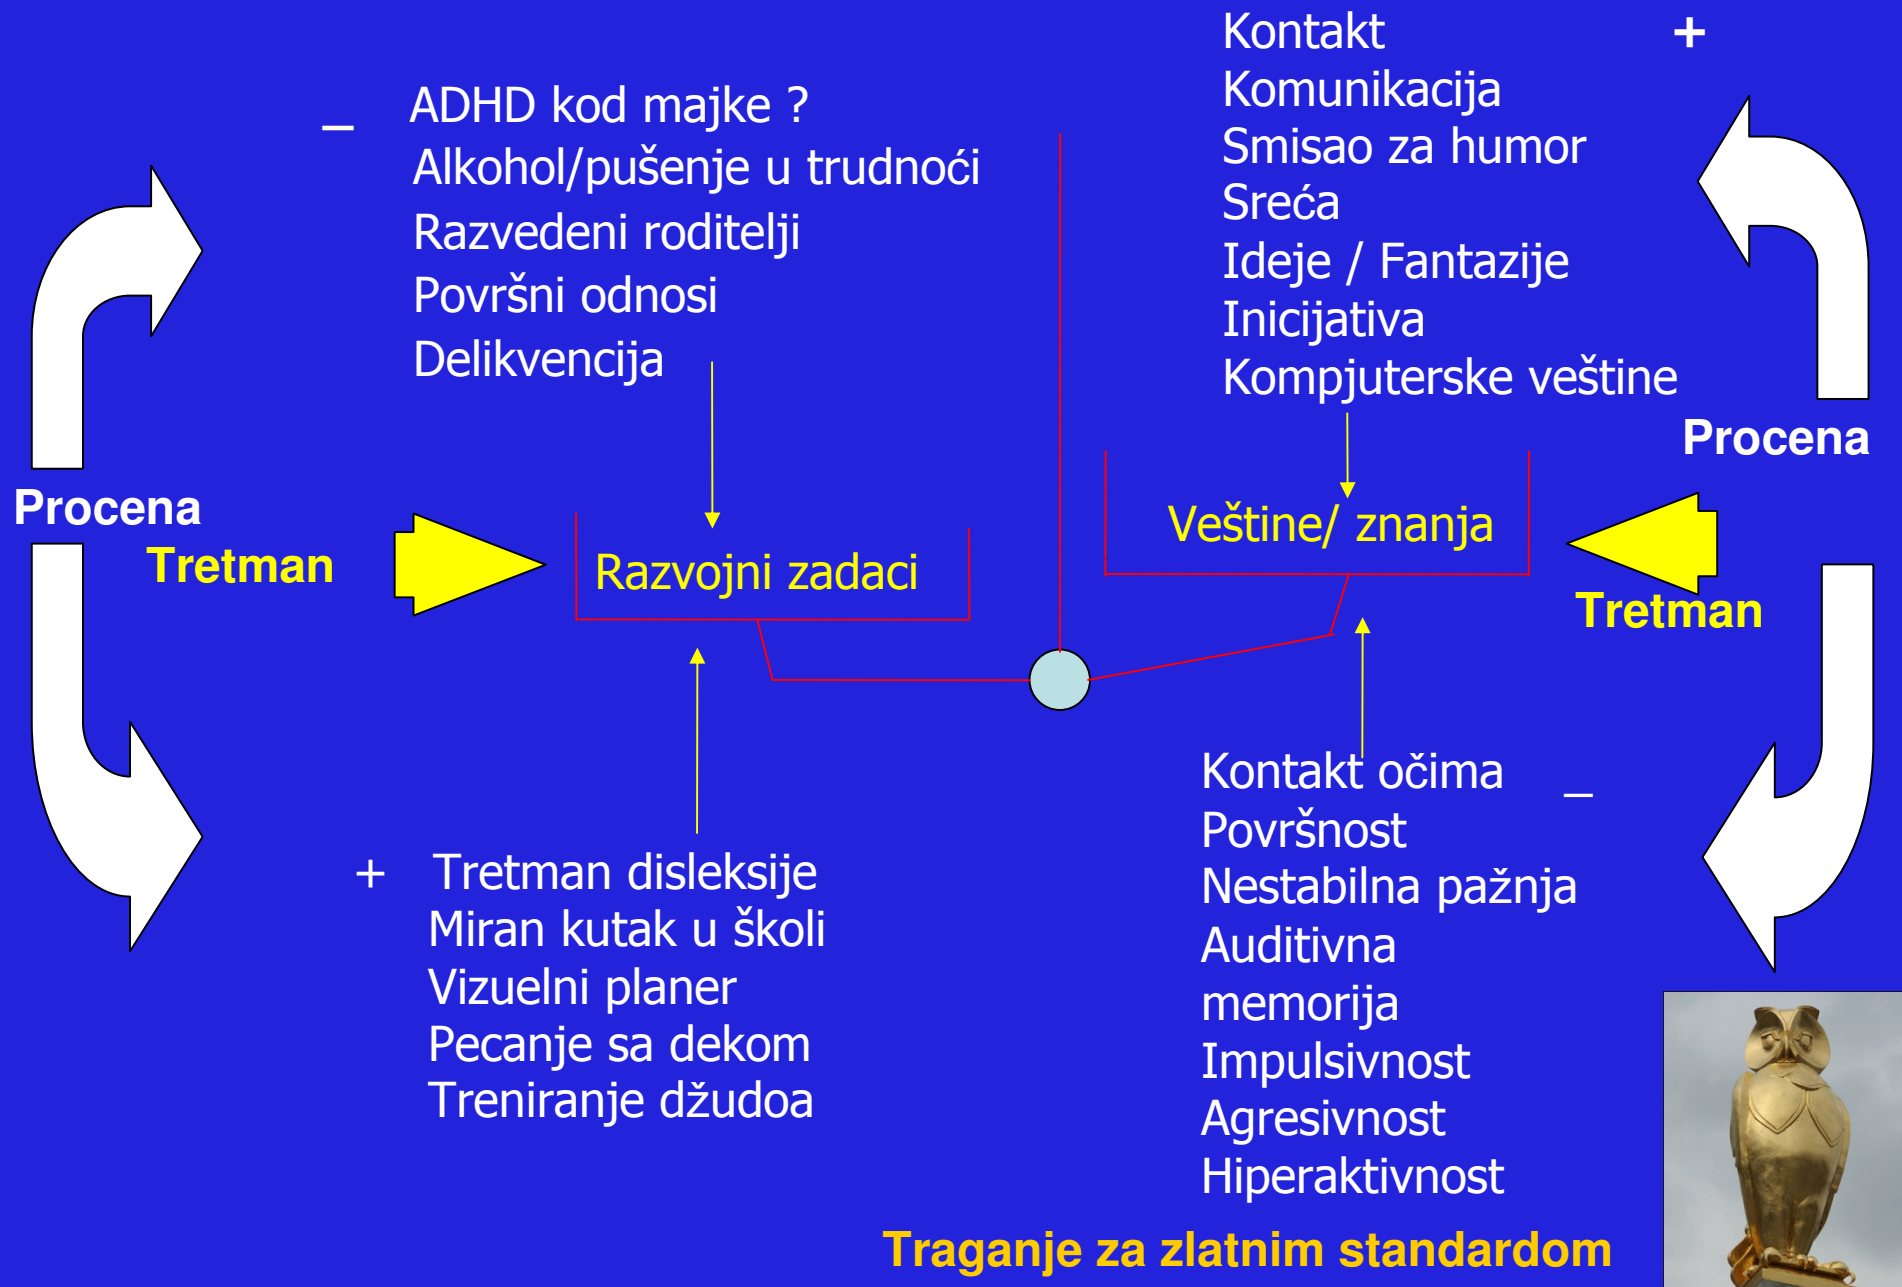 _
ADHD kod majke ?
Alkohol/pušenje u trudnoći
Razvedeni roditelji
Površni odnosi
Delikvencija
Kontakt +
Komunikacija
Smisao za humor
Sreća
Ideje / Fantazije
Inicijativa
Kompjuterske veštine
Procena
Tretman
Razvojni zadaci
Veštine/ znanja
Procena
Tretman
+ Tretman disleksije
Miran kutak u školi
Vizuelni planer
Pecanje sa dekom
Treniranje džudoa
Kontakt očima _
Površnost
Nestabilna pažnja
Auditivna
memorija
Impulsivnost
Agresivnost
Hiperaktivnost
Traganje za zlatnim standardom